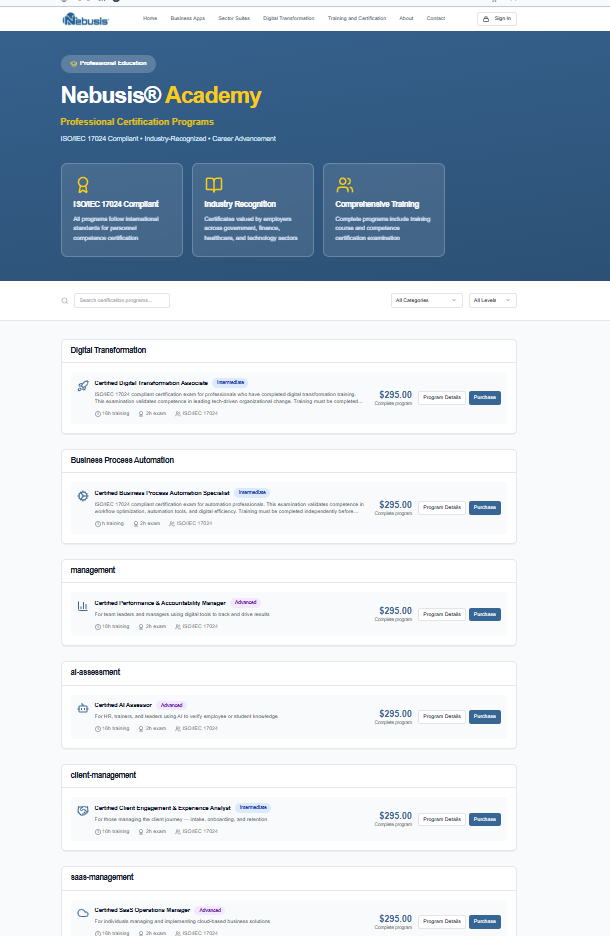 Nebusis®
Home Business Apps Sector Suites Digital Transformation Training and Certification About Contact Sign In
Professional Education
Nebusis® Academy
Professional Certification Programs
ISO/IEC 17024 Compliant • Industry-Recognized • Career Advancement
ISO/IEC 17024 Compliant
All programs follow international
standards for personnel
competence certification
Industry Recognition
Certificates valued by employers
across government, finance,
healthcare, and technology sectors
Comprehensive Training
Complete programs include training
course and competence
certification examination
Search certification programs...
All Categories
All Levels
Digital Transformation
Certified Digital Transformation Associate Intermediate
ISO/IEC 17024 compliant certification exam for professionals who have completed digital transformation training.
This examination validates competence in leading tech-driven organizational change. Training must be completed...
16h training 2h exam ISO/IEC 17024
$295.00
Complete program
Program Details
Purchase
Business Process Automation
Certified Business Process Automation Specialist Intermediate
ISO/IEC 17024 compliant certification exam for automation professionals. This examination validates competence in
workflow optimization, automation tools, and digital efficiency. Training must be completed independently before...
h training 2h exam ISO/IEC 17024
$295.00
Complete program
Program Details
Purchase
management
Certified Performance & Accountability Manager Advanced
For team leaders and managers using digital tools to track and drive results
16h training 2h exam ISO/IEC 17024
$295.00
Complete program
Program Details
Purchase
ai-assessment
Certified AI Assessor Advanced
For HR, trainers, and leaders using AI to verify employee or student knowledge
16h training 2h exam ISO/IEC 17024
$295.00
Complete program
Program Details
Purchase
client-management
Certified Client Engagement & Experience Analyst Intermediate
For those managing the client journey — intake, onboarding, and retention
16h training 2h exam ISO/IEC 17024
$295.00
Complete program
Program Details
Purchase
saas-management
Certified SaaS Operations Manager Advanced
For individuals managing and implementing cloud-based business solutions
16h training 2h exam ISO/IEC 17024
$295.00
Complete program
Program Details
Purchase